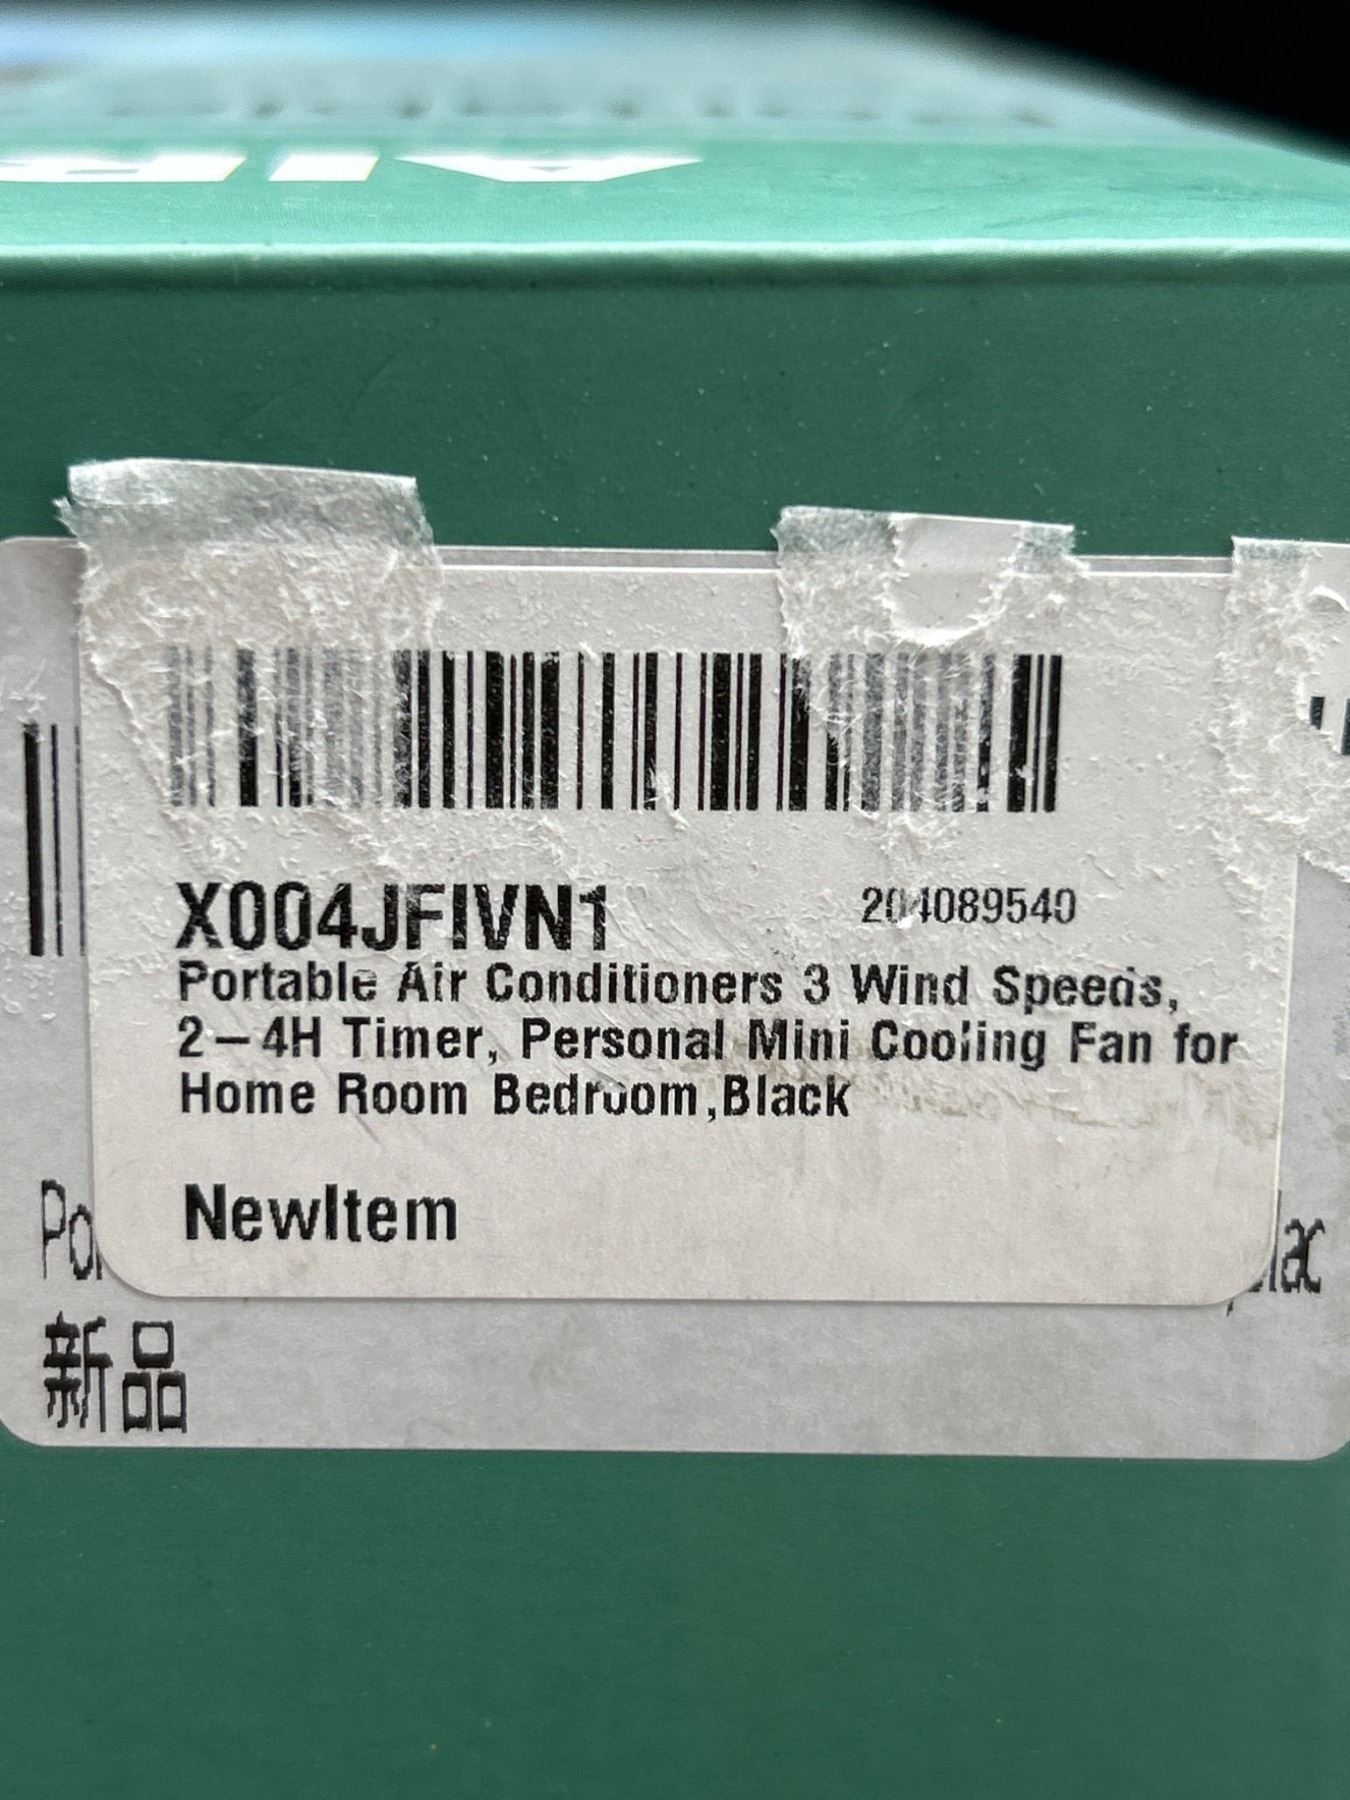 AIR
X004JFIVN1
204089540
Portable Air Conditioners 3 Wind Speeds,
2-4H Timer, Personal Mini Cooling Fan for
Home Room Bedroom,Black
NewItem
新品